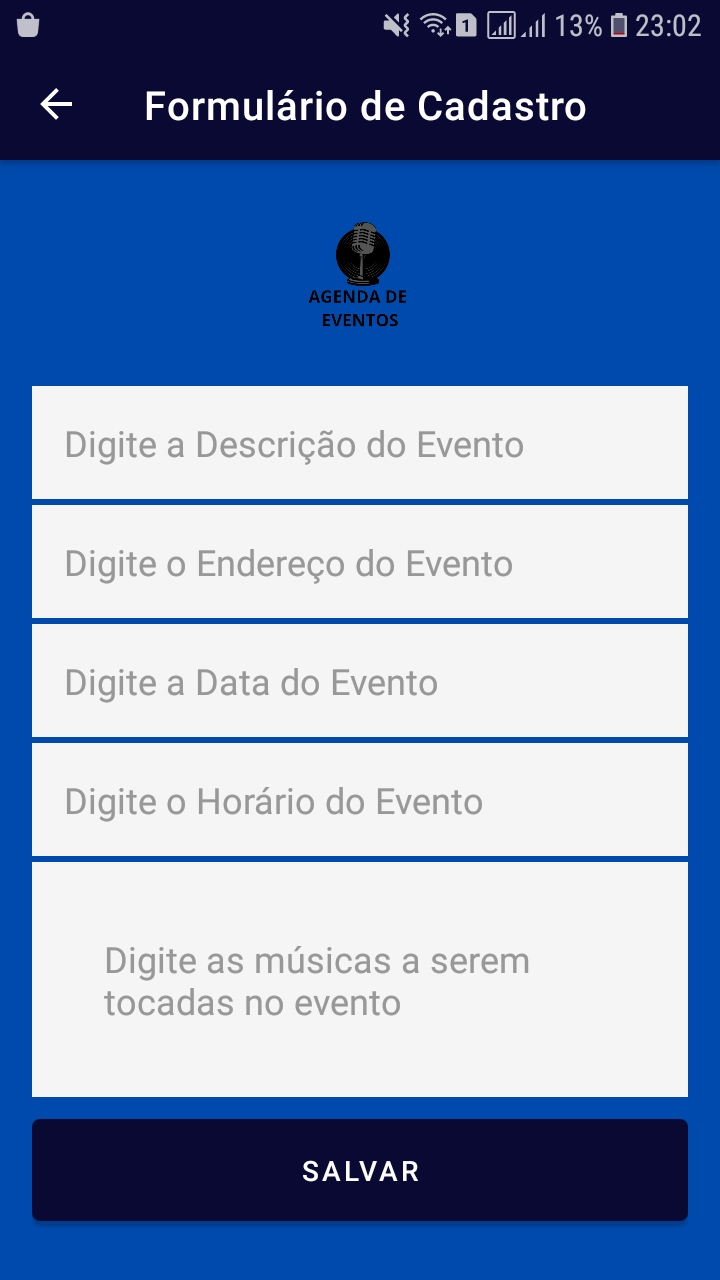 1 13% 23:02
Formulário de Cadastro
AGENDA DE
EVENTOS
Digite a Descrição do Evento
Digite o Endereço do Evento
Digite a Data do Evento
Digite o Horário do Evento
Digite as músicas a serem
tocadas no evento
SALVAR